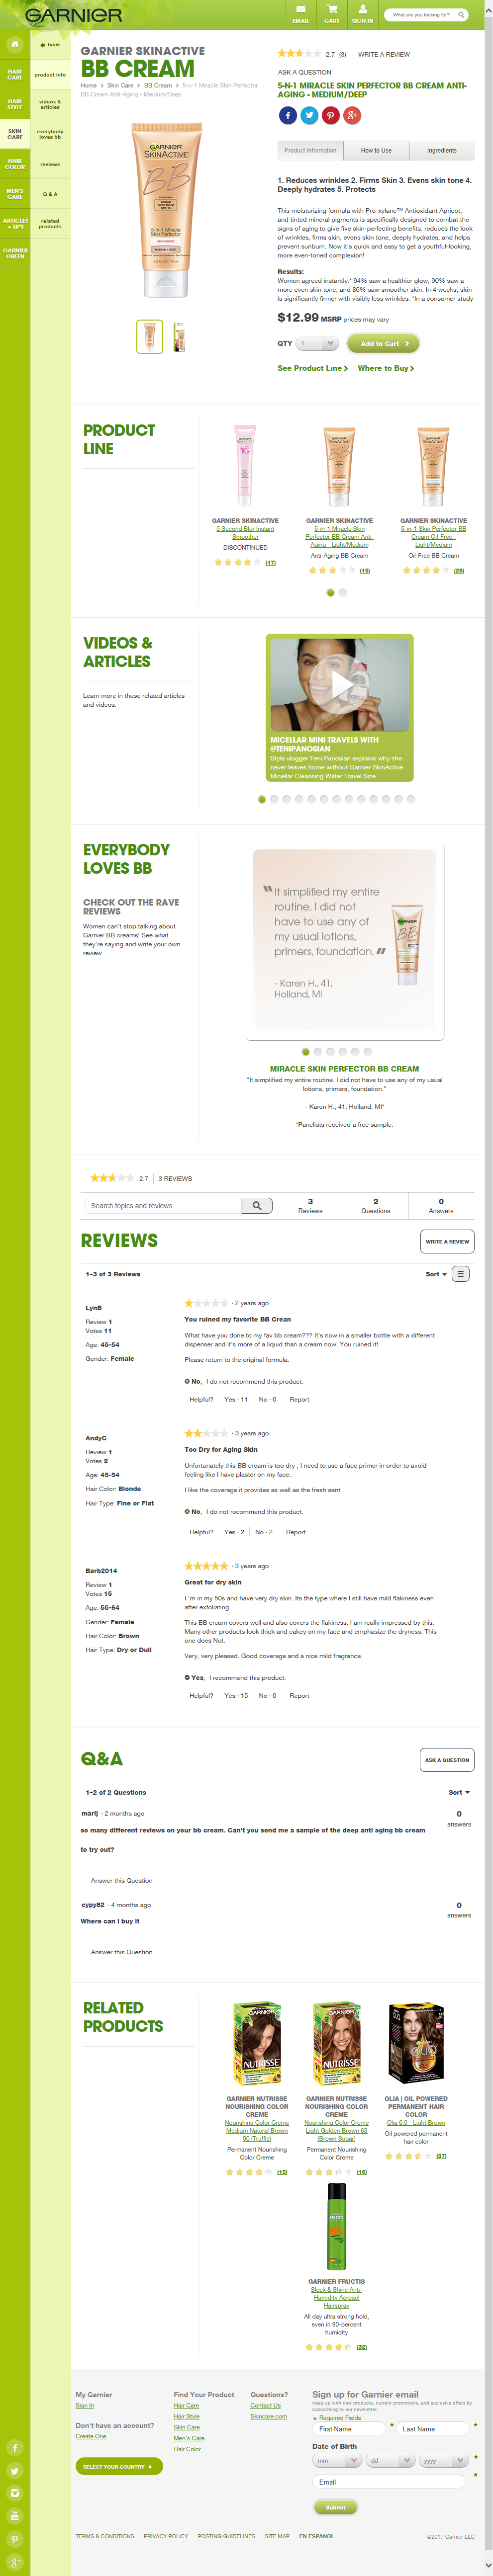 GARNIER
EMAIL
CART
SIGN IN
What are you looking for?
HAIR
CARE
HAIR
STYLE
SKIN
CARE
HAIR
COLOR
MEN'S
CARE
ARTICLES
+ TIPS
GARNIER
GREEN
back
product info
videos &
articles
everybody
loves bb
reviews
Q & A
related
products
GARNIER SKINACTIVE
BB CREAM
Home > Skin Care > BB Cream > 5-n-1 Miracle Skin Perfector
BB Cream Anti-Aging - Medium/Deep
GARNIER
SKINACTIVE
BB
5-in-1 Miracle
Skin Perfector
2.7 (3) WRITE A REVIEW
ASK A QUESTION
5-N-1 MIRACLE SKIN PERFECTOR BB CREAM ANTI-
AGING - MEDIUM/DEEP
Product Information
How to Use
Ingredients
1. Reduces wrinkles 2. Firms Skin 3. Evens skin tone 4.
Deeply hydrates 5. Protects
This moisturizing formula with Pro-xylane™ Antioxidant Apricot,
and tinted mineral pigments is specifically designed to combat the
signs of aging to give five skin-perfecting benefits: reduces the look
of wrinkles, firms skin, evens skin tone, deeply hydrates, and helps
prevent sunburn. Now it's quick and easy to get a youthful-looking,
more even-toned complexion!
Results:
Women agreed instantly.* 94% saw a healthier glow, 90% saw a
more even skin tone, and 86% saw smoother skin. In 4 weeks, skin
is significantly firmer with visibly less wrinkles. *In a consumer study
$12.99 MSRP prices may vary
QTY 1 Add to Cart >
See Product Line > Where to Buy >
PRODUCT
LINE
GARNIER SKINACTIVE
5 Second Blur Instant
Smoother
DISCONTINUED
(17)
GARNIER SKINACTIVE
5-in-1 Miracle Skin
Perfector BB Cream Anti-
Aging - Light/Medium
Anti-Aging BB Cream
(15)
GARNIER SKINACTIVE
5-in-1 Skin Perfector BB
Cream Oil-Free -
Light/Medium
Oil-Free BB Cream
(28)
VIDEOS &
ARTICLES
Learn more in these related articles
and videos.
MICELLAR MINI TRAVELS WITH
@TENIPANOSIAN
Style vlogger Teni Panosian explains why she
never leaves home without Garnier SkinActive
Micellar Cleansing Water Travel Size.
EVERYBODY
LOVES BB
CHECK OUT THE RAVE
REVIEWS
Women can't stop talking about
Garnier BB creams! See what
they're saying and write your own
review.
"It simplified my entire
routine. I did not
have to use any of
my usual lotions,
primers, foundation."
- Karen H., 41;
Holland, MI
MIRACLE SKIN PERFECTOR BB CREAM
"It simplified my entire routine. I did not have to use any of my usual
lotions, primers, foundation."
- Karen H., 41; Holland, MI*
*Panelists received a free sample.
2.7 3 REVIEWS
Search topics and reviews
3
Reviews
2
Questions
0
Answers
REVIEWS
WRITE A REVIEW
1–3 of 3 Reviews
Sort
LynB
Review 1
Votes 11
Age: 45-54
Gender: Female
· 2 years ago
You ruined my favorite BB Crean
What have you done to my fav bb cream??? It's now in a smaller bottle with a different
dispenser and it's more of a liquid than a cream now. You ruined it!
Please return to the original formula.
No, I do not recommend this product.
Helpful? Yes · 11 No · 0 Report
AndyC
Review 1
Votes 2
Age: 45-54
Hair Color: Blonde
Hair Type: Fine or Flat
· 3 years ago
Too Dry for Aging Skin
Unfortunately this BB cream is too dry , I need to use a face primer in order to avoid
feeling like I have plaster on my face.
I like the coverage it provides as well as the fresh sent
No, I do not recommend this product.
Helpful? Yes · 2 No · 2 Report
Barb2014
Review 1
Votes 15
Age: 55-64
Gender: Female
Hair Color: Brown
Hair Type: Dry or Dull
· 3 years ago
Great for dry skin
I 'm in my 50s and have very dry skin. Its the type where I still have mild flakiness even
after exfoliating.
This BB cream covers well and also covers the flakiness. I am really impressed by this.
Many other products look thick and cakey on my face and emphasize the dryness. This
one does Not.
Very, very pleased. Good coverage and a nice mild fragrance.
Yes, I recommend this product.
Helpful? Yes · 15 No · 0 Report
Q&A
ASK A QUESTION
1–2 of 2 Questions
Sort
marij · 2 months ago
so many different reviews on your bb cream. Can't you send me a sample of the deep anti aging bb cream
to try out?
0
answers
Answer this Question
cypy82 · 4 months ago
Where can I buy it
0
answers
Answer this Question
RELATED
PRODUCTS
GARNIER NUTRISSE
NOURISHING COLOR
CREME
Nourishing Color Creme
Medium Natural Brown
50 (Truffle)
Permanent Nourishing
Color Creme
(15)
GARNIER NUTRISSE
NOURISHING COLOR
CREME
Nourishing Color Creme
Light Golden Brown 63
(Brown Sugar)
Permanent Nourishing
Color Creme
(16)
OLIA | OIL POWERED
PERMANENT HAIR
COLOR
Olia 6.0 - Light Brown
Oil powered permanent
hair color
(37)
GARNIER FRUCTIS
Sleek & Shine Anti-
Humidity Aerosol
Hairspray
All day ultra strong hold,
even in 90-percent
humidity
(32)
My Garnier
Sign In
Don't have an account?
Create One
SELECT YOUR COUNTRY
Find Your Product
Hair Care
Hair Style
Skin Care
Men's Care
Hair Color
Questions?
Contact Us
Skincare.com
Sign up for Garnier email
Keep up with new products, current promotions, and exclusive offers by
subscribing to our newsletter.
* Required Fields
First Name * Last Name *
Date of Birth
mm dd yyyy *
Email *
Submit
TERMS & CONDITIONS PRIVACY POLICY POSTING GUIDELINES SITE MAP EN ESPANOL
©2017 Garnier LLC